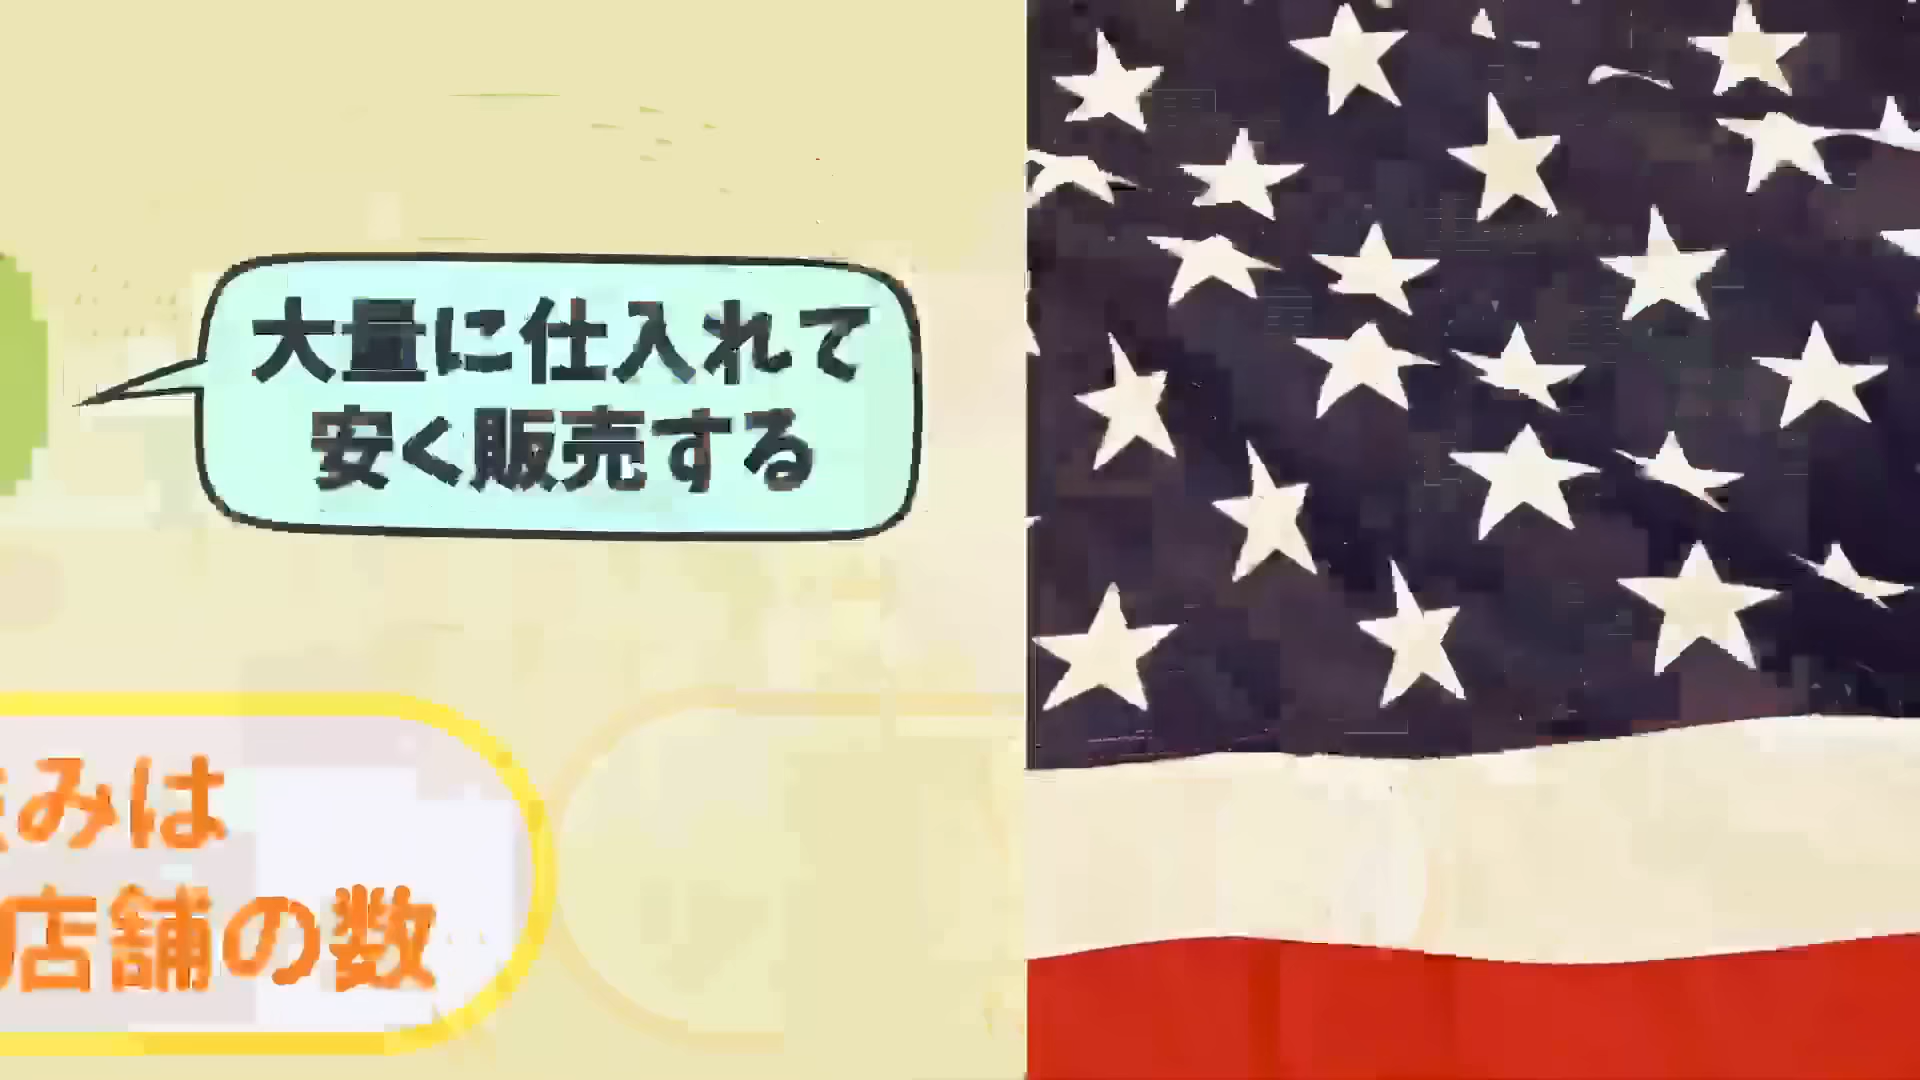 大量に仕入れて
安く販売する
みは
店舗の数